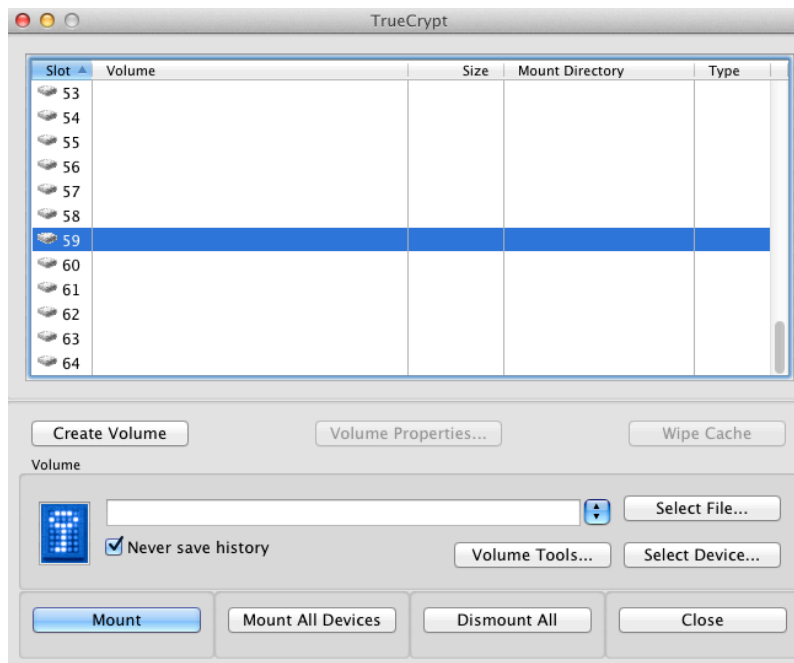 TrueCrypt
Slot Volume Size Mount Directory Type
53
54
55
56
57
58
59
60
61
62
63
64
Create Volume Volume Properties... Wipe Cache
Volume
Select File...
Never save history Volume Tools... Select Device...
Mount Mount All Devices Dismount All Close